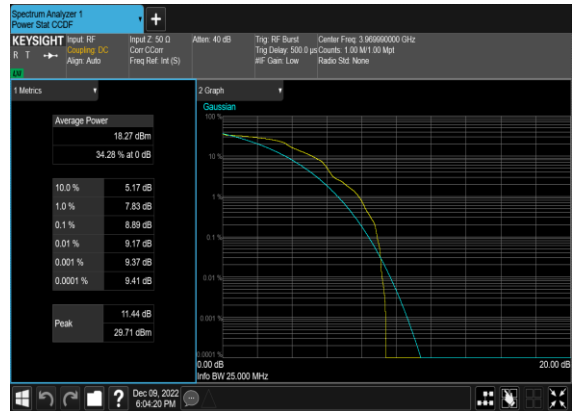 Spectrum Analyzer 1
Power Stat CCDF
KEYSIGHT
R T
LV
Input: RF
Coupling: DC
Align: Auto
Input Z: 50 Ω
Corr CCorr
Freq Ref: Int (S)
Atten: 40 dB
Trig: RF Burst
Trig Delay: 500.0 µs
#IF Gain: Low
Center Freq: 3.969990000 GHz
Counts: 1.00 M/1.00 Mpt
Radio Std: None
1 Metrics
Average Power
18.27 dBm
34.28 % at 0 dB
10.0 % 5.17 dB
1.0 % 7.83 dB
0.1 % 8.89 dB
0.01 % 9.17 dB
0.001 % 9.37 dB
0.0001 % 9.41 dB
Peak
11.44 dB
29.71 dBm
2 Graph
Gaussian
100 %
10 %
1 %
0.1 %
0.01 %
0.001 %
0.0001 %
0.00 dB 20.00 dB
Info BW 25.000 MHz
? Dec 09, 2022
6:04:20 PM